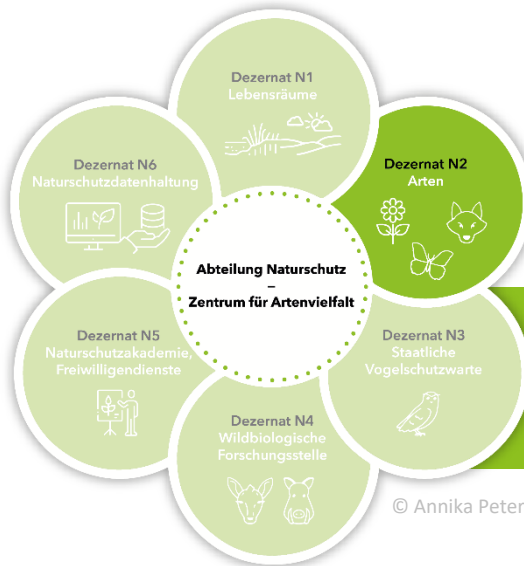 Dezernat N1
Lebensräume
Dezernat N2
Arten
Dezernat N6
Naturschutzdatenhaltung
Abteilung Naturschutz
–
Zentrum für Artenvielfalt
Dezernat N5
Naturschutzakademie,
Freiwilligendienste
Dezernat N3
Staatliche
Vogelschutzwarte
Dezernat N4
Wildbiologische
Forschungsstelle
© Annika Peter